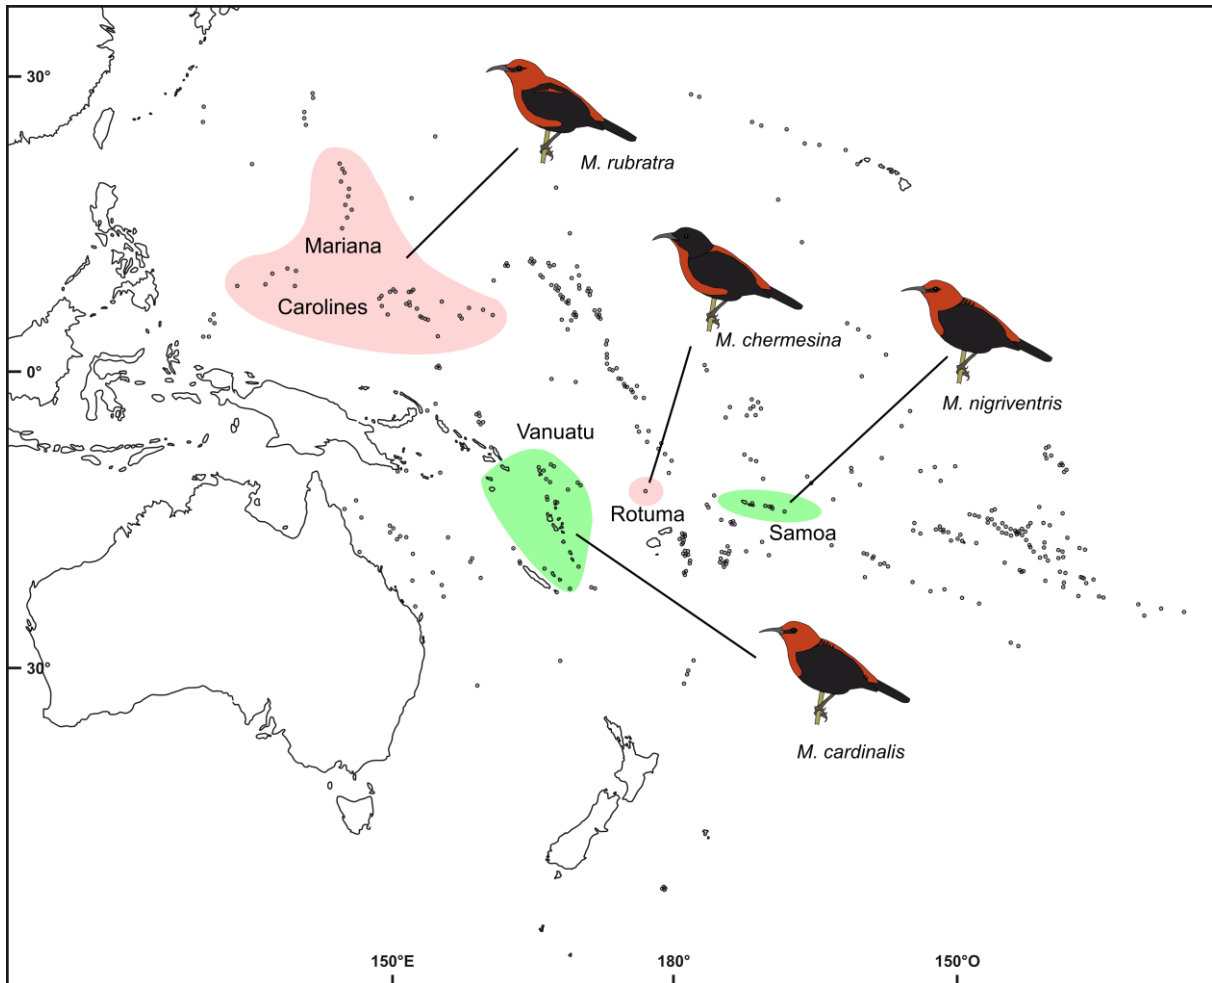 30°
M. rubratra
Mariana
Carolines
M. chermesina
0°
M. nigriventris
Vanuatu
Rotuma
Samoa
30°
M. cardinalis
150°E
180°
150°O